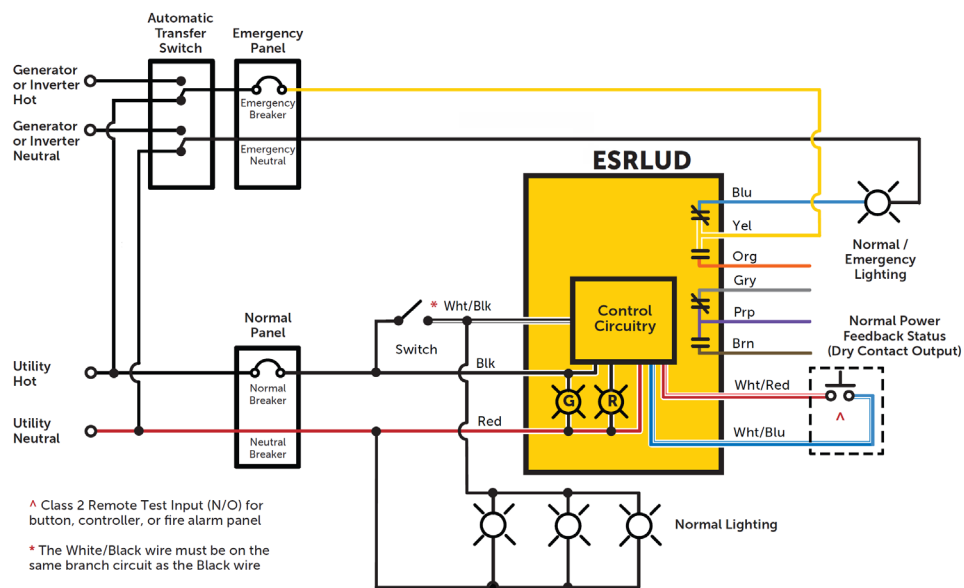 Automatic
Transfer
Switch
Emergency
Panel
Generator
or Inverter
Hot
Generator
or Inverter
Neutral
Emergency
Breaker
Emergency
Neutral
ESRLUD
Blu
Yel
Org
Gry
Prp
Brn
Normal /
Emergency
Lighting
Normal Power
Feedback Status
(Dry Contact Output)
Control
Circuitry
* Wht/Blk
Switch
Normal
Panel
Utility
Hot
Utility
Neutral
Normal
Breaker
Neutral
Breaker
Blk
Red
G
R
Wht/Red
Wht/Blu
^
Normal Lighting
^ Class 2 Remote Test Input (N/O) for
button, controller, or fire alarm panel
* The White/Black wire must be on the
same branch circuit as the Black wire